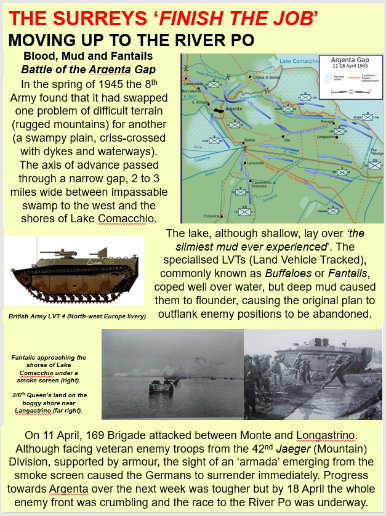 THE SURREYS ‘FINISH THE JOB’
MOVING UP TO THE RIVER PO
Blood, Mud and Fantails
Battle of the Argenta Gap
In the spring of 1945 the 8th
Army found that it had swapped
one problem of difficult terrain
(rugged mountains) for another
(a swampy plain, criss-crossed
with dykes and waterways).
The axis of advance passed
through a narrow gap, 2 to 3
miles wide between impassable
swamp to the west and the
shores of Lake Comacchio.
Lake Comacchio
Argenta Gap
11-18 April 1945
Argenta
The lake, although shallow, lay over ‘the
slimiest mud ever experienced’. The
specialised LVTs (Land Vehicle Tracked),
commonly known as Buffaloes or Fantails,
coped well over water, but deep mud caused
them to flounder, causing the original plan to
outflank enemy positions to be abandoned.
British Army LVT 4 (North-west Europe livery)
Fantails approaching the
shores of Lake
Comacchio under a
smoke screen (right).
2/6th Queen's land on the
boggy shore near
Langastrino (far right).
On 11 April, 169 Brigade attacked between Monte and Longastrino.
Although facing veteran enemy troops from the 42nd Jaeger (Mountain)
Division, supported by armour, the sight of an ‘armada’ emerging from the
smoke screen caused the Germans to surrender immediately. Progress
towards Argenta over the next week was tougher but by 18 April the whole
enemy front was crumbling and the race to the River Po was underway.